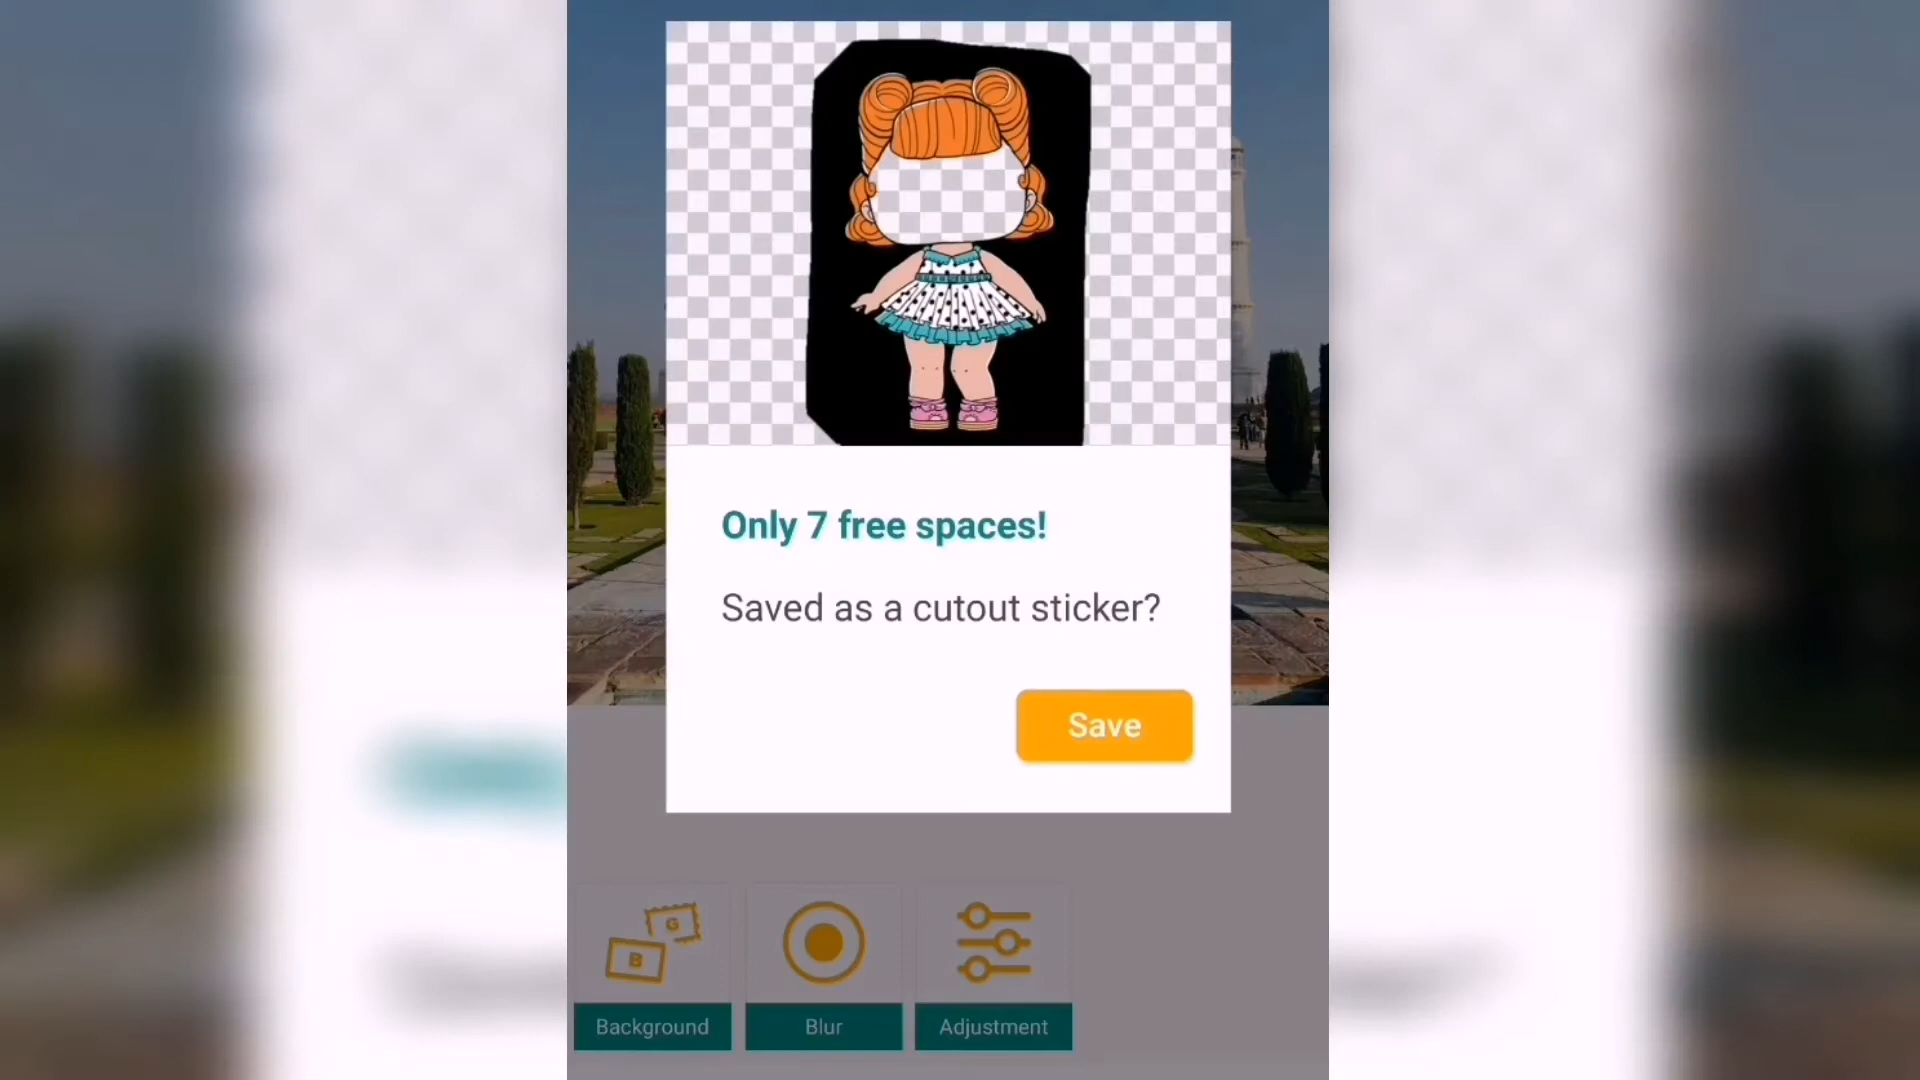 Only 7 free spaces!
Saved as a cutout sticker?
Save
G
B
Background
Blur
Adjustment